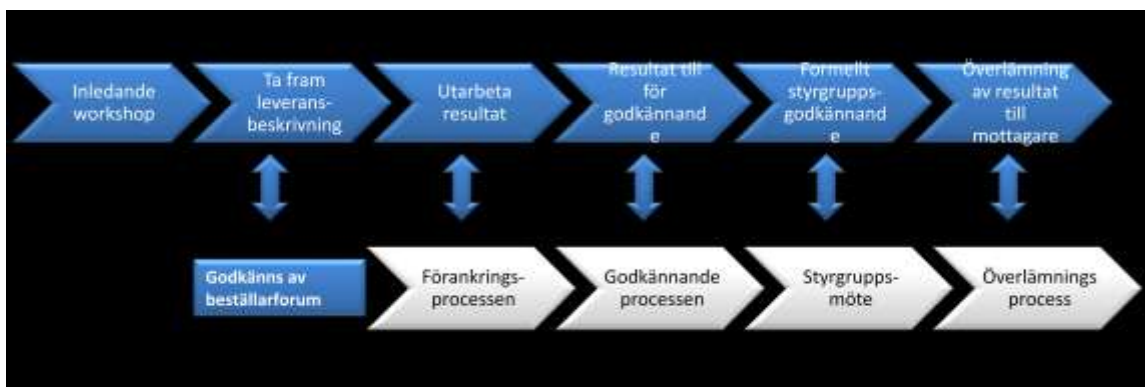 Inledande
workshop
Ta fram
leverans-
beskrivning
Utarbeta
resultat
Resultat till
för
godkännand
e
Formellt
styrgrupps-
godkännand
e
Överlämning
av resultat
till
mottagare
Godkänns av
beställarforum
Förankrings-
processen
Godkännande
processen
Styrgrupps-
möte
Överlämnings
process